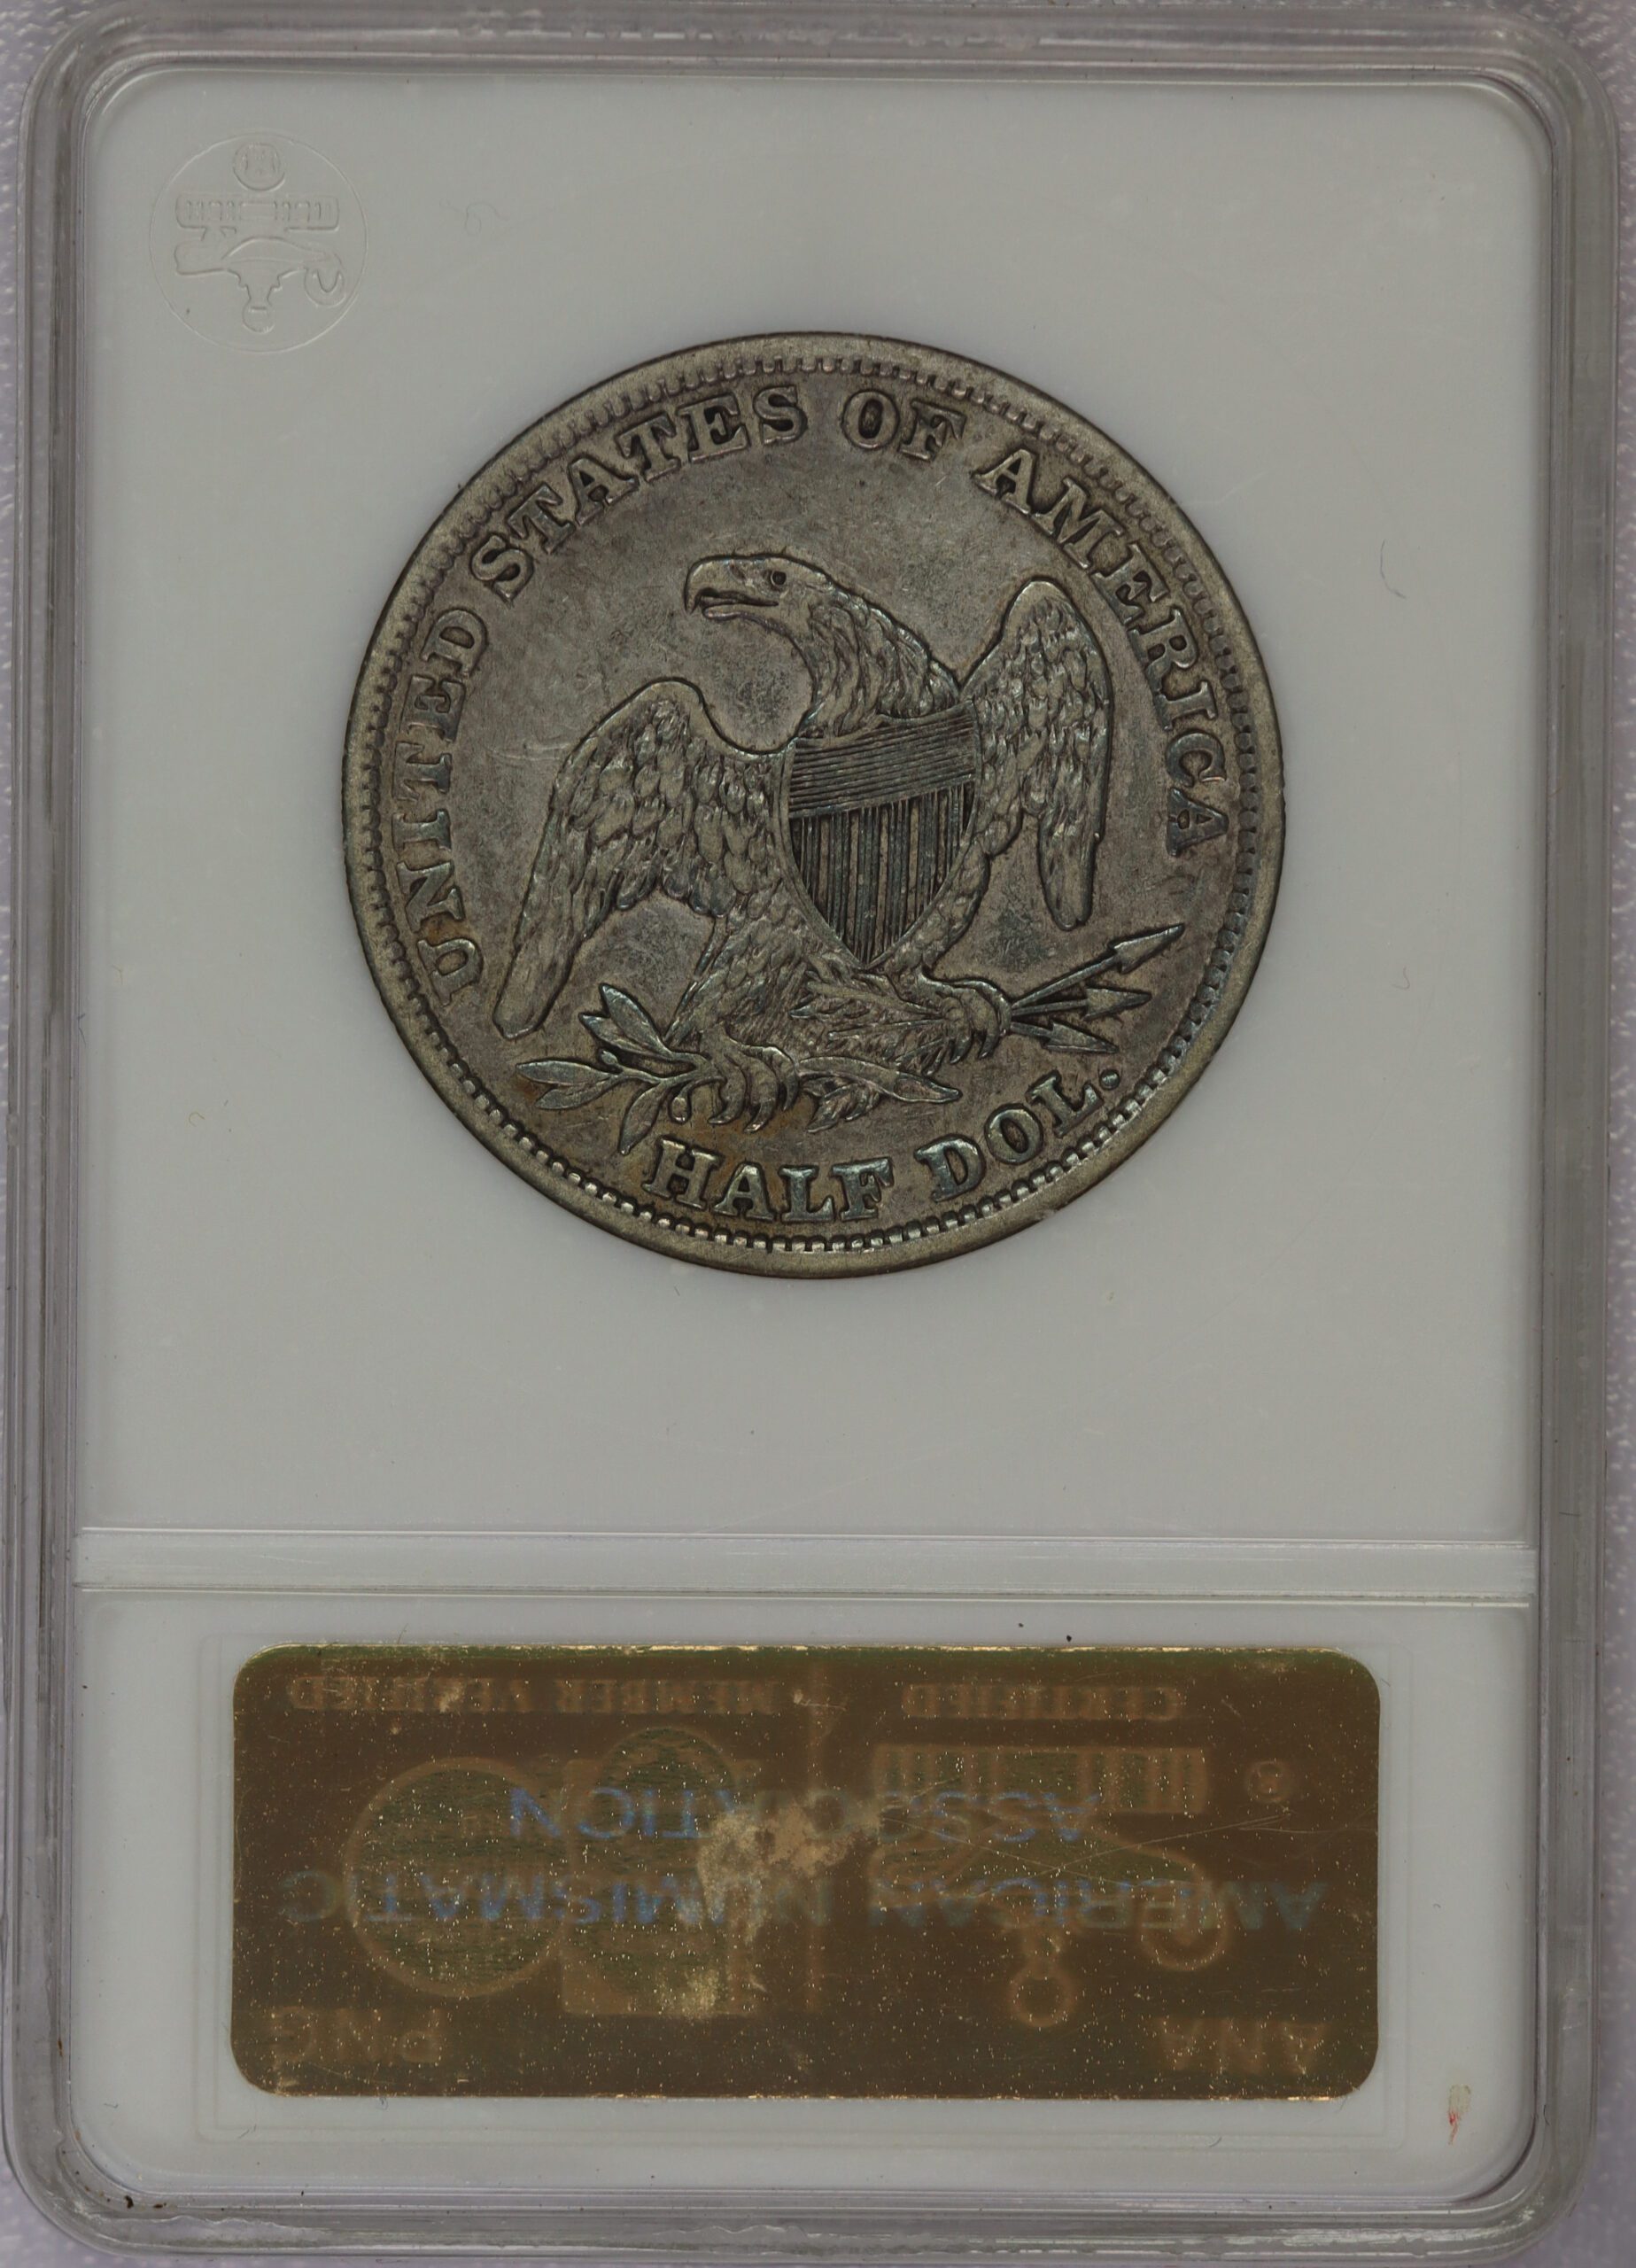 UNITED STATES OF AMERICA
HALF DOL.
PNG
ANA
AMERICAN NUMISMATIC
ASSOCIATION
CERTIFIED
MEMBER